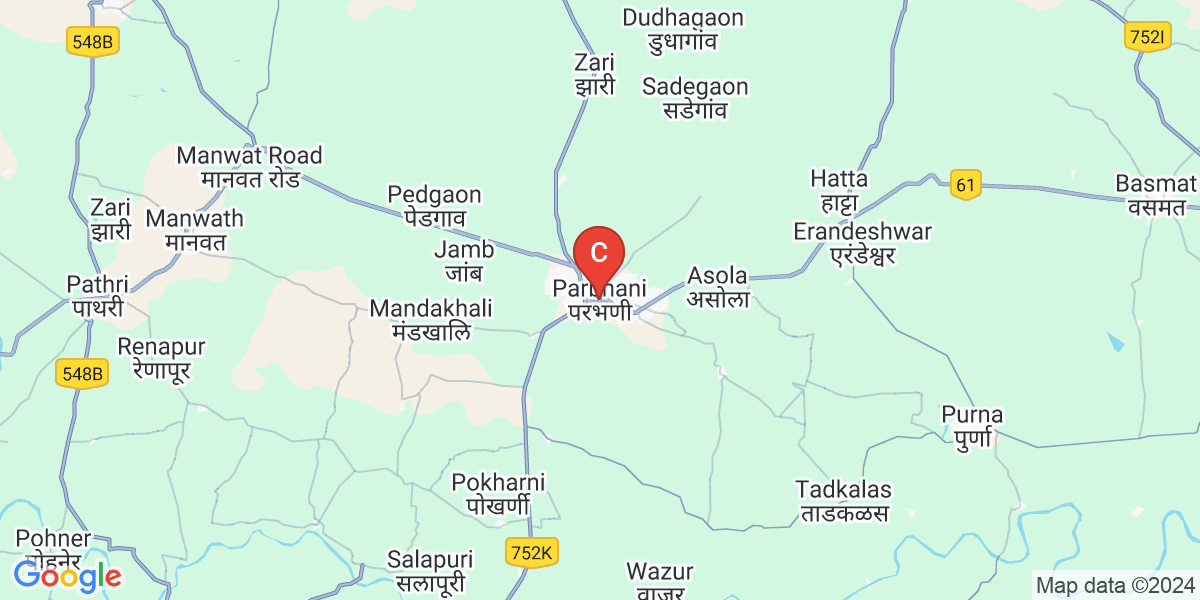 Dudhagaon
डुधागांव
548B
752I
Zari
झारी
Sadegaon
सडेगांव
Manwat Road
मानवत रोड
Hatta
हाट्टा
61
Basmat
वसमत
Pedgaon
पेडगाव
Zari
झारी
Manwath
मानवत
Erandeshwar
एरंडेश्वर
Jamb
जांब
C
Asola
असोला
Pathri
पाथरी
Parbhani
परभणी
Mandakhali
मंडखालि
Renapur
रेणापूर
548B
Purna
पुर्णा
Pokharni
पोखर्णी
Tadkalas
ताडकळस
Pohner
पोहनेर
752K
Salapuri
सलापूरी
Wazur
वाजुर
Google
Map data ©2024